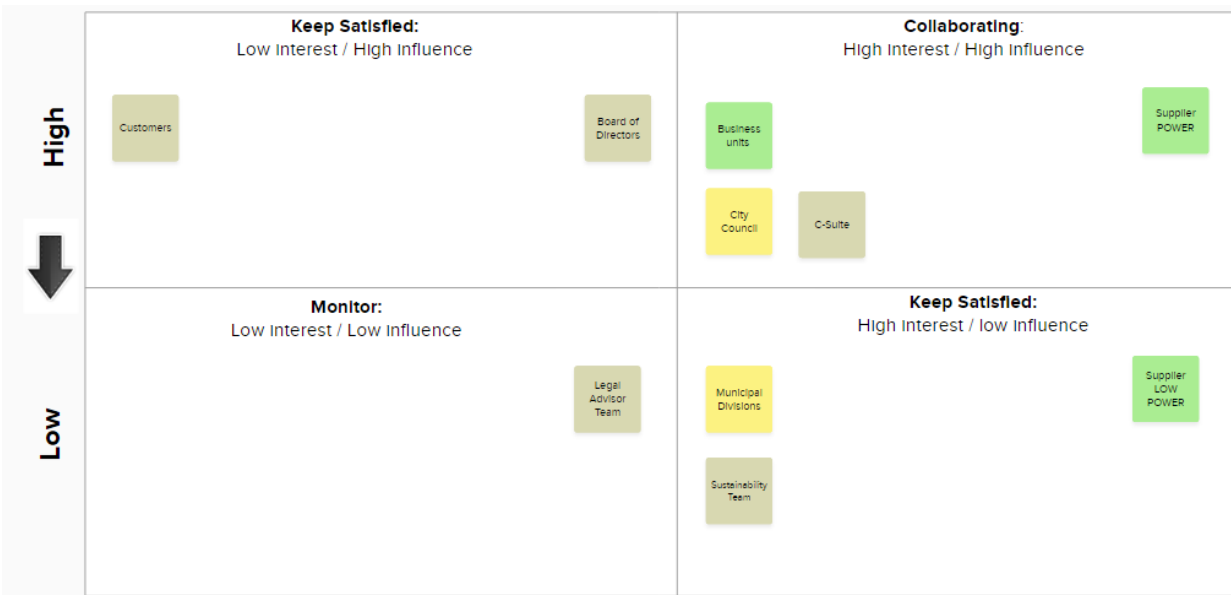 Keep Satisfied:
Low Interest / High Influence
Collaborating:
High Interest / High Influence
High
Customers
Board of
Directors
Business
units
Supplier
POWER
City
Council
C-Suite
Monitor:
Low Interest / Low Influence
Keep Satisfied:
High Interest / low Influence
Low
Legal
Advisor
Team
Municipal
Divisions
Supplier
LOW
POWER
Sustainability
Team